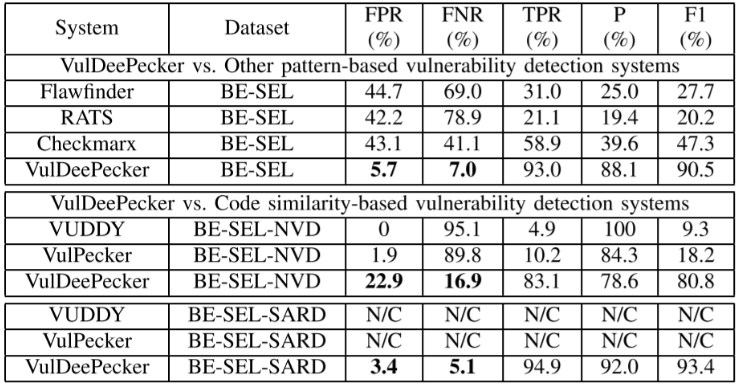 System Dataset FPR (%) FNR (%) TPR (%) P (%) F1 (%)
VulDeePecker vs. Other pattern-based vulnerability detection systems
Flawfinder BE-SEL 44.7 69.0 31.0 25.0 27.7
RATS BE-SEL 42.2 78.9 21.1 19.4 20.2
Checkmarx BE-SEL 43.1 41.1 58.9 39.6 47.3
VulDeePecker BE-SEL 5.7 7.0 93.0 88.1 90.5
VulDeePecker vs. Code similarity-based vulnerability detection systems
VUDDY BE-SEL-NVD 0 95.1 4.9 100 9.3
VulPecker BE-SEL-NVD 1.9 89.8 10.2 84.3 18.2
VulDeePecker BE-SEL-NVD 22.9 16.9 83.1 78.6 80.8
VUDDY BE-SEL-SARD N/C N/C N/C N/C N/C
VulPecker BE-SEL-SARD N/C N/C N/C N/C N/C
VulDeePecker BE-SEL-SARD 3.4 5.1 94.9 92.0 93.4